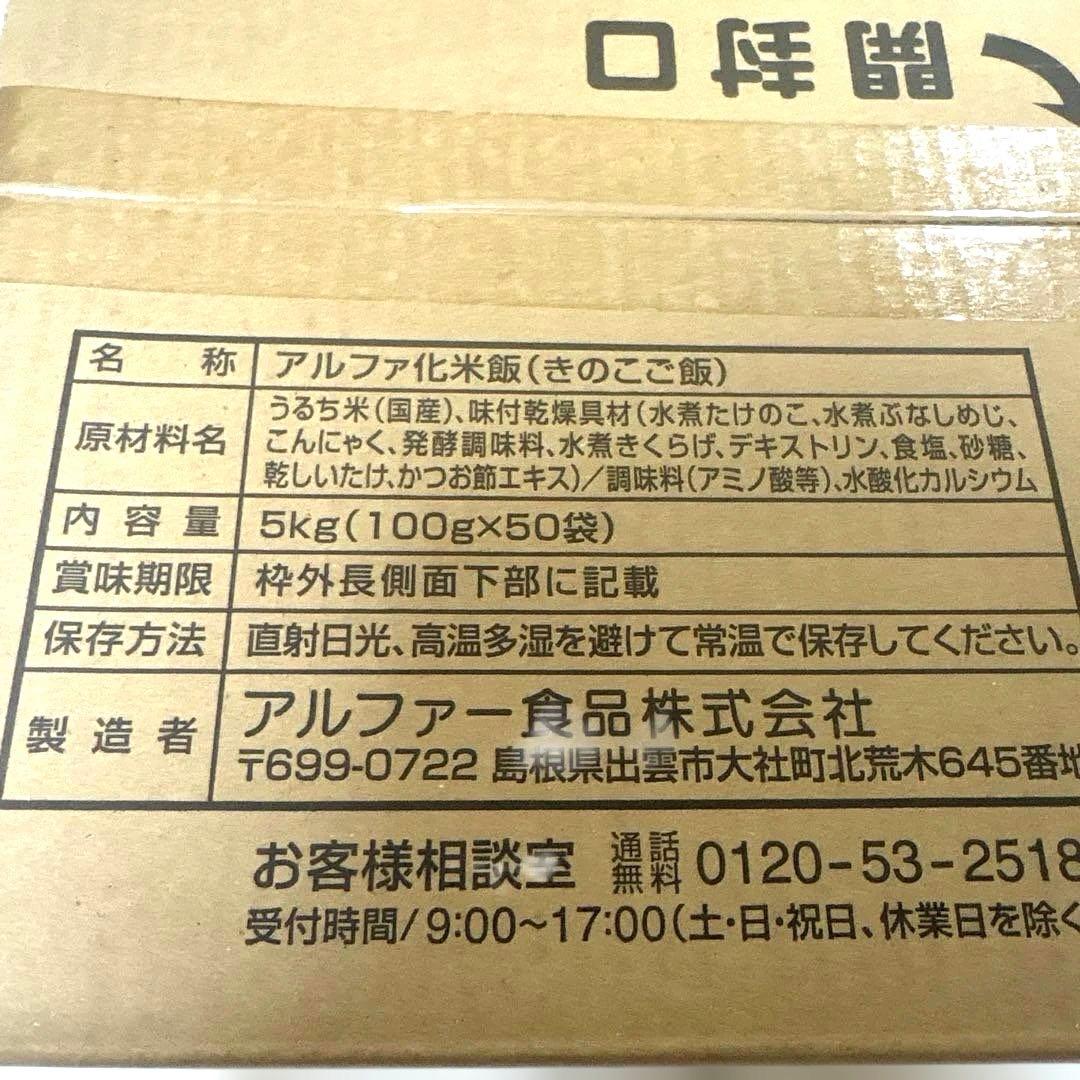 開封口
名称 アルファ化米飯(きのこご飯)
原材料名 うるち米(国産)、味付乾燥具材(水煮たけのこ、水煮ぶなしめじ、
こんにゃく、発酵調味料、水煮きくらげ、デキストリン、食塩、砂糖、
乾しいたけ、かつお節エキス)/調味料(アミノ酸等)、水酸化カルシウム
内容量 5kg(100g×50袋)
賞味期限 枠外長側面下部に記載
保存方法 直射日光、高温多湿を避けて常温で保存してください。
製造者 アルファー食品株式会社
〒699-0722 島根県出雲市大社町北荒木645番地
お客様相談室 通話無料 0120-53-2518
受付時間/9:00~17:00(土・日・祝日、休業日を除く